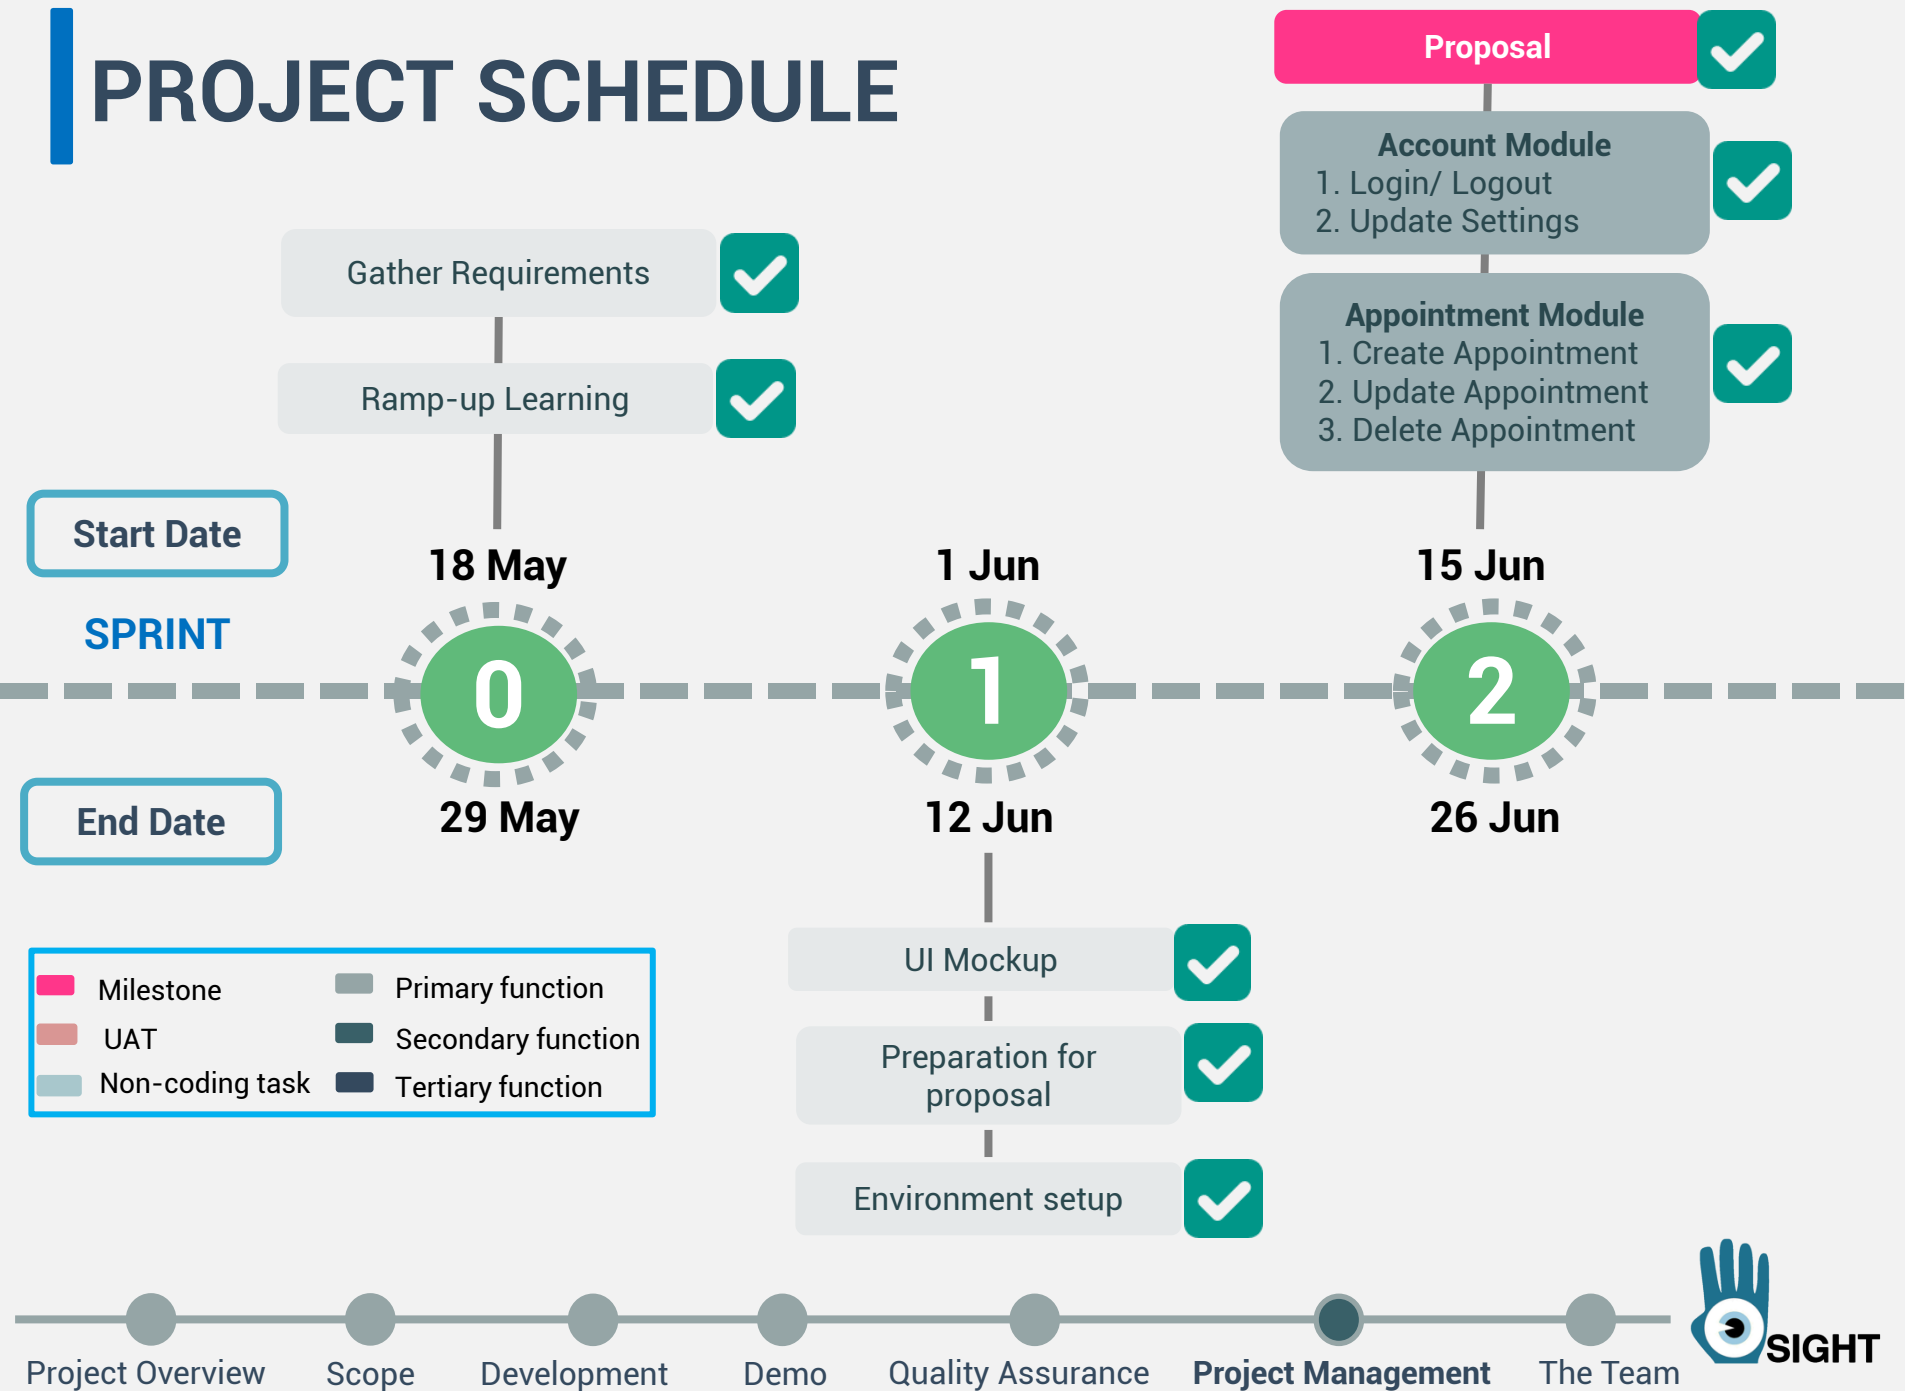 PROJECT SCHEDULE
Proposal
Account Module
1. Login/ Logout
2. Update Settings
Gather Requirements
Ramp-up Learning
Appointment Module
1. Create Appointment
2. Update Appointment
3. Delete Appointment
Start Date
18 May
1 Jun
15 Jun
SPRINT
0
1
2
End Date
29 May
12 Jun
26 Jun
Milestone
Primary function
UAT
Secondary function
Non-coding task
Tertiary function
UI Mockup
Preparation for
proposal
Environment setup
Project Overview
Scope
Development
Demo
Quality Assurance
Project Management
The Team
SIGHT